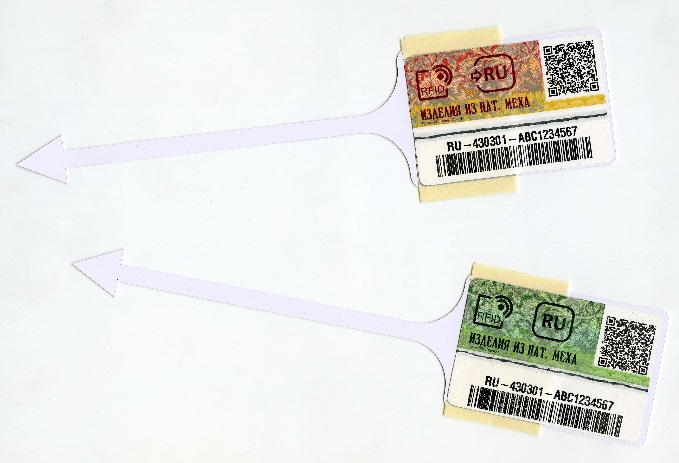 RFID RU
ИЗДЕЛИЯ ИЗ НАТ. МЕХА
RU-430301-ABC1234567
RFID RU
ИЗДЕЛИЯ ИЗ НАТ. МЕХА
RU-430301-ABC1234567